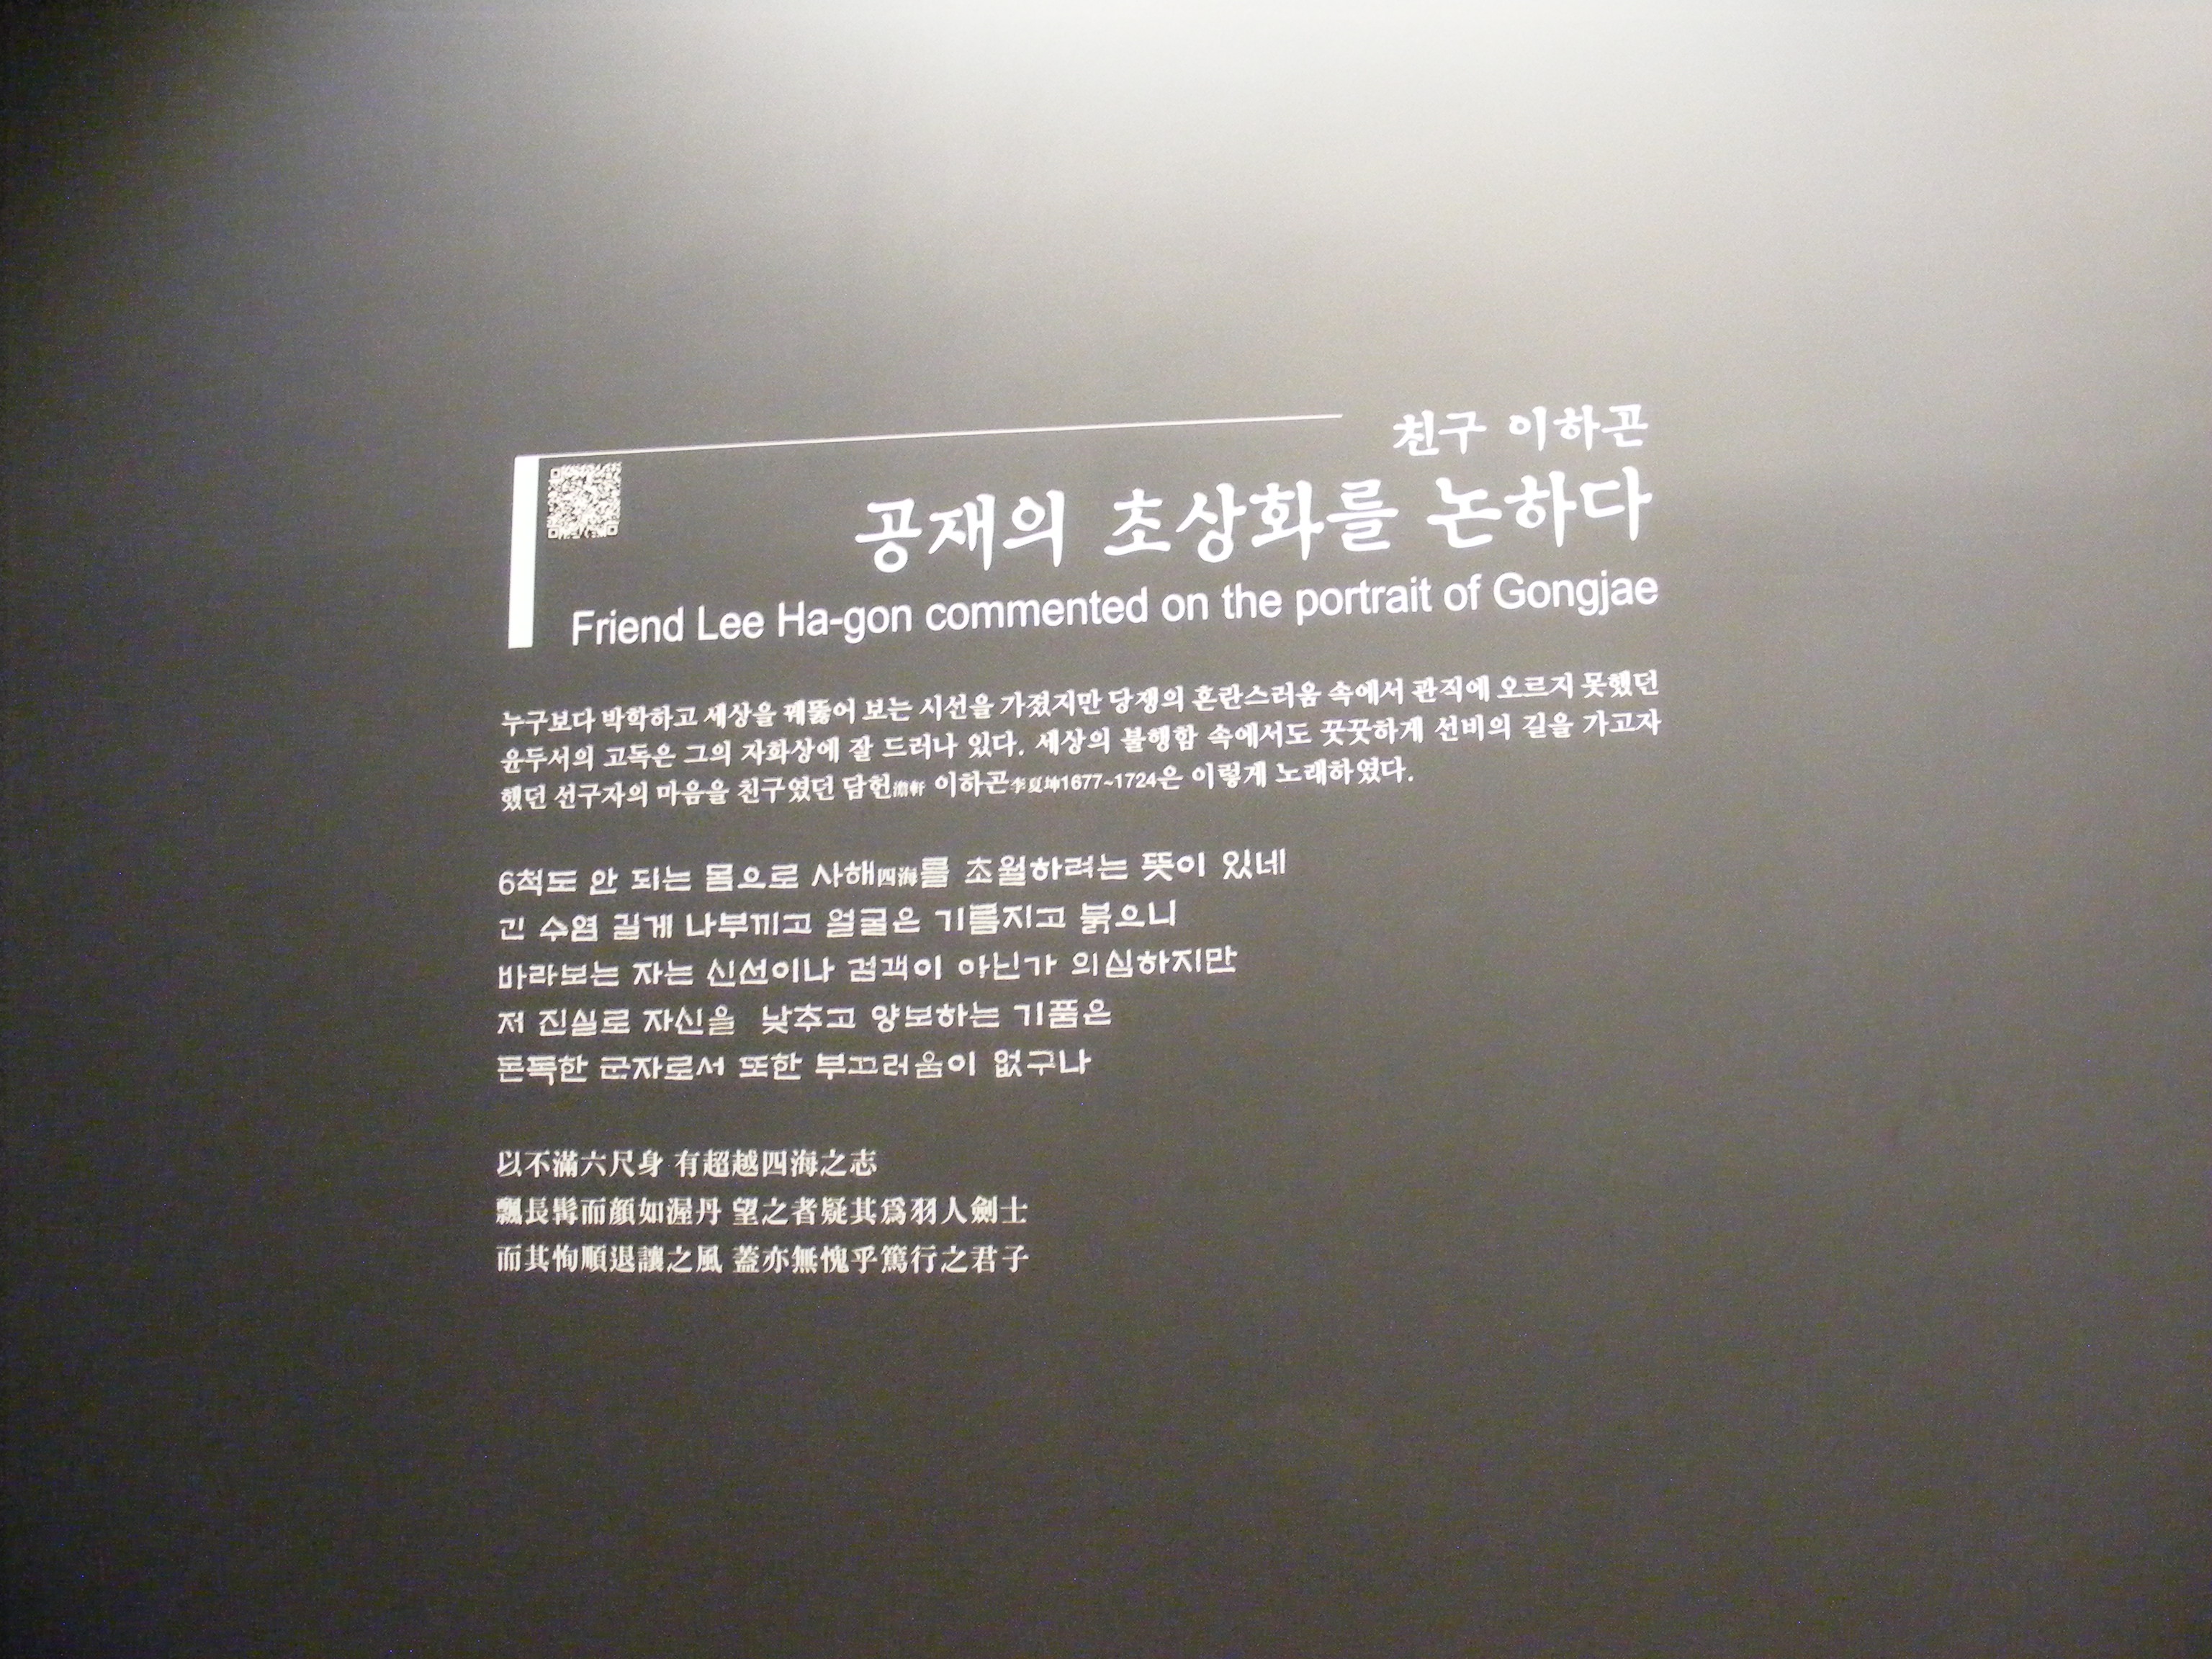 친구 이하곤
공재의 초상화를 논하다
Friend Lee Ha-gon commented on the portrait of Gongjae
누구보다 박학하고 세상을 꿰뚫어 보는 시선을 가졌지만 당쟁의 혼란스러움 속에서 관직에 오르지 못했던
윤두서의 고독은 그의 자화상에 잘 드러나 있다. 세상의 불행함 속에서도 꿋꿋하게 선비의 길을 가고자
했던 선구자의 마음을 친구였던 담헌澹軒 이하곤李夏坤1677~1724은 이렇게 노래하였다.
6척도 안 되는 몸으로 사해四海를 초월하려는 뜻이 있네
긴 수염 길게 나부끼고 얼굴은 기름지고 붉으니
바라보는 자는 신선이나 검객이 아닌가 의심하지만
저 진실로 자신을 낮추고 양보하는 기품은
돈독한 군자로서 또한 부끄러움이 없구나
以不滿六尺身 有超越四海之志
飄長髯而顔如渥丹 望之者疑其爲羽人劍士
而其恂順退讓之風 蓋亦無愧乎篤行之君子